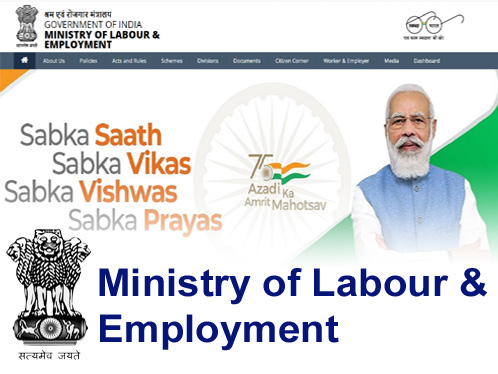 श्रम एवं रोजगार मंत्रालय
GOVERNMENT OF INDIA
MINISTRY OF LABOUR &
EMPLOYMENT
About Us Policies Acts and Rules Schemes Divisions Documents Citizen Corner Worker & Employer Media Dashboard
Sabka Saath
Sabka Vikas
Sabka Vishwas
Sabka Prayas
75
Azadi Ka
Amrit Mahotsav
Ministry of Labour &
Employment
सत्यमेव जयते